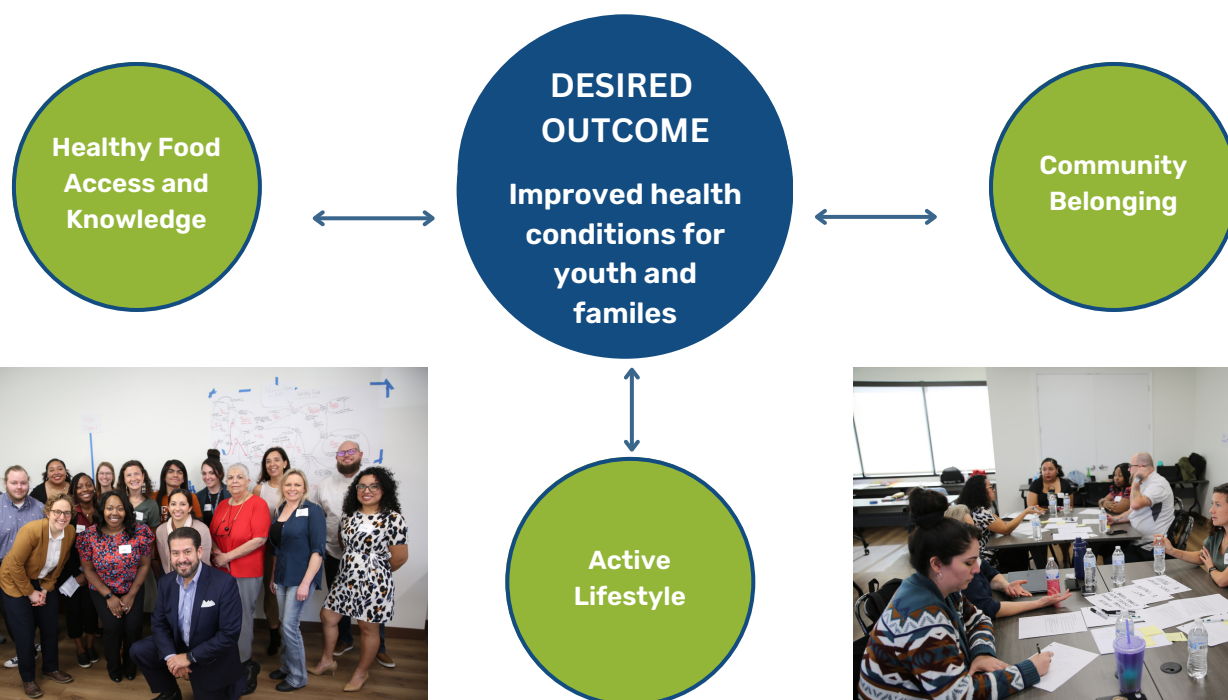 Healthy Food
Access and
Knowledge
DESIRED
OUTCOME
Improved health
conditions for
youth and
familes
Community
Belonging
Active
Lifestyle